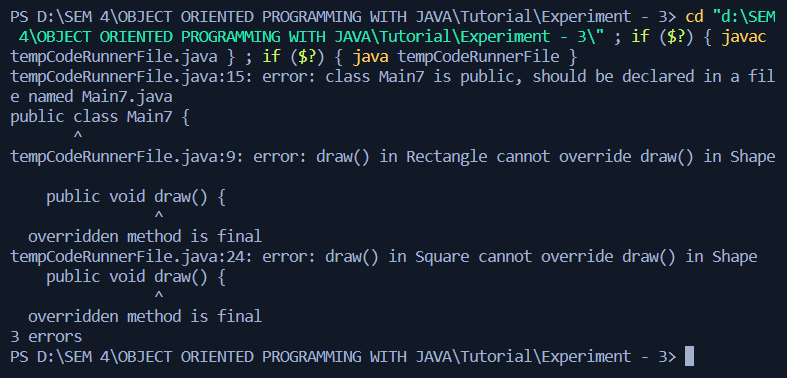 PS D:\SEM 4\OBJECT ORIENTED PROGRAMMING WITH JAVA\Tutorial\Experiment - 3> cd "d:\SEM
 4\OBJECT ORIENTED PROGRAMMING WITH JAVA\Tutorial\Experiment - 3\" ; if ($?) { javac
tempCodeRunnerFile.java } ; if ($?) { java tempCodeRunnerFile }
tempCodeRunnerFile.java:15: error: class Main7 is public, should be declared in a fil
e named Main7.java
public class Main7 {
       ^
tempCodeRunnerFile.java:9: error: draw() in Rectangle cannot override draw() in Shape
    public void draw() {
                ^
  overridden method is final
tempCodeRunnerFile.java:24: error: draw() in Square cannot override draw() in Shape
    public void draw() {
                ^
  overridden method is final
3 errors
PS D:\SEM 4\OBJECT ORIENTED PROGRAMMING WITH JAVA\Tutorial\Experiment - 3>